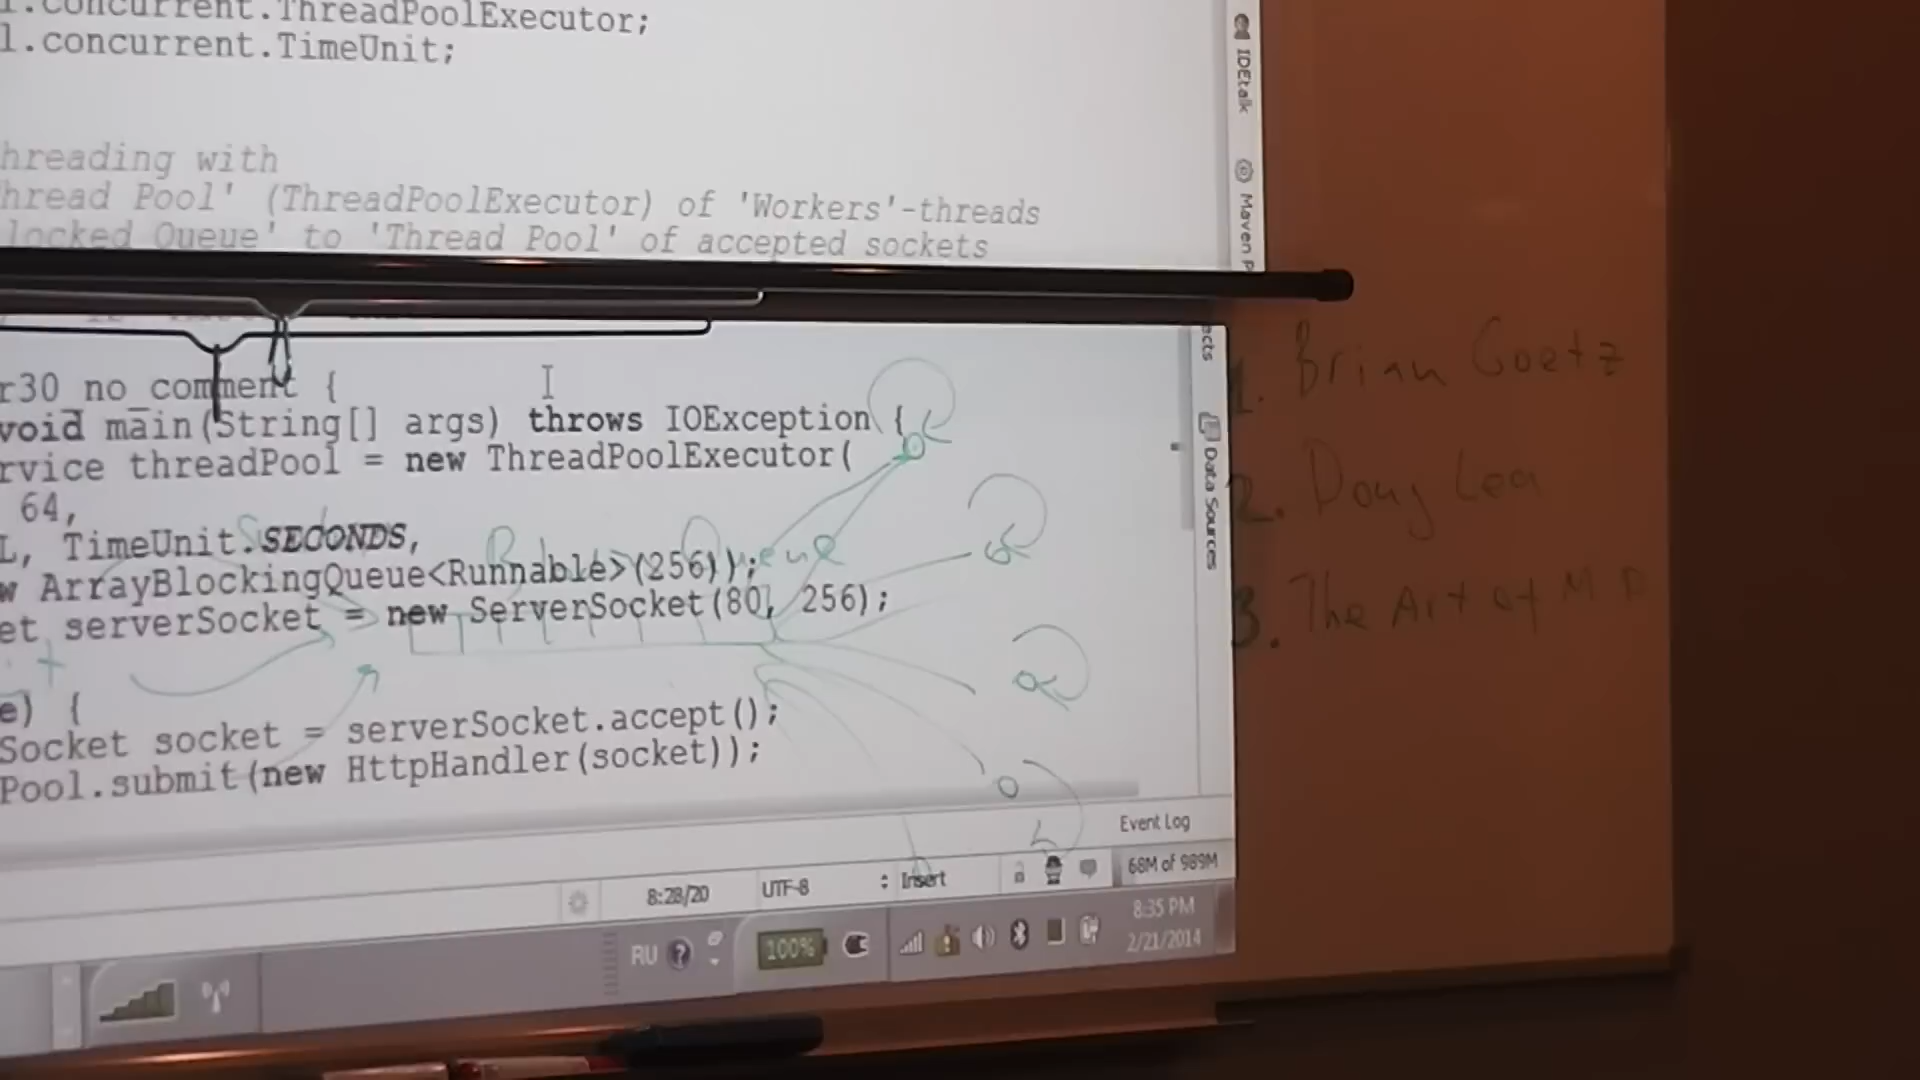 l.concurrent.ThreadPoolExecutor;
l.concurrent.TimeUnit;
hreading with
hread Pool' (ThreadPoolExecutor) of 'Workers'-threads
locked Queue' to 'Thread Pool' of accepted sockets
IDEtalk
Maven P
r30_no_comment {
void main(String[] args) throws IOException {
rvice threadPool = new ThreadPoolExecutor(
64,
L, TimeUnit.SECONDS,
w ArrayBlockingQueue<Runnable>(256));
et serverSocket = new ServerSocket(80, 256);
e) {
Socket socket = serverSocket.accept();
Pool.submit(new HttpHandler(socket));
Queue
ects
Data Sources
1. Brian Goetz
2. Doug Lea
3. The Art of M P
Event Log
8:28/20 UTF-8 Insert 68M of 989M
RU 100% 8:35 PM
2/21/2014